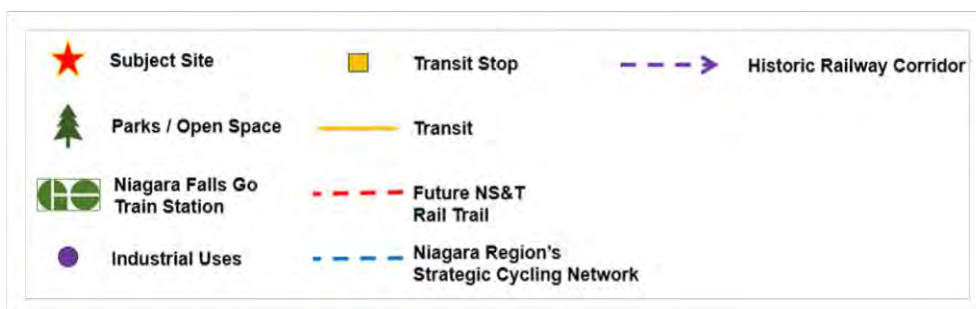 Subject Site
Transit Stop
Historic Railway Corridor
Parks / Open Space
Transit
Niagara Falls Go
Train Station
Future NS&T
Rail Trail
Industrial Uses
Niagara Region's
Strategic Cycling Network